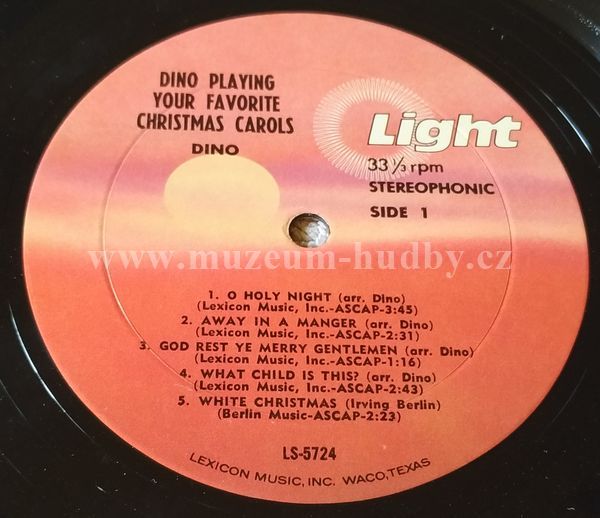 DINO PLAYING
YOUR FAVORITE
CHRISTMAS CAROLS
DINO
Light
33 1/3 rpm
STEREOPHONIC
SIDE 1
www.muzeum-hudby.cz
1. O HOLY NIGHT (arr. Dino)
(Lexicon Music, Inc.-ASCAP-3:45)
2. AWAY IN A MANGER (arr. Dino)
(Lexicon Music, Inc.-ASCAP-2:31)
3. GOD REST YE MERRY GENTLEMEN (arr. Dino)
(Lexicon Music, Inc.-ASCAP-1:16)
4. WHAT CHILD IS THIS? (arr. Dino)
(Lexicon Music, Inc.-ASCAP-2:43)
5. WHITE CHRISTMAS (Irving Berlin)
(Berlin Music-ASCAP-2:23)
LS-5724
LEXICON MUSIC, INC. WACO, TEXAS